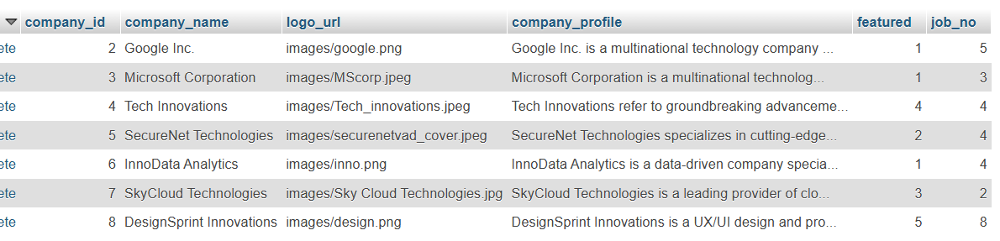 company_id company_name logo_url company_profile featured job_no
ete 2 Google Inc. images/google.png Google Inc. is a multinational technology company ... 1 5
ete 3 Microsoft Corporation images/MScorp.jpeg Microsoft Corporation is a multinational technolog... 1 3
ete 4 Tech Innovations images/Tech_innovations.jpeg Tech Innovations refer to groundbreaking advanceme... 4 4
ete 5 SecureNet Technologies images/securenetvad_cover.jpeg SecureNet Technologies specializes in cutting-edge... 2 4
ete 6 InnoData Analytics images/inno.png InnoData Analytics is a data-driven company specia... 1 4
ete 7 SkyCloud Technologies images/Sky Cloud Technologies.jpg SkyCloud Technologies is a leading provider of clo... 3 2
ete 8 DesignSprint Innovations images/design.png DesignSprint Innovations is a UX/UI design and pro... 5 8